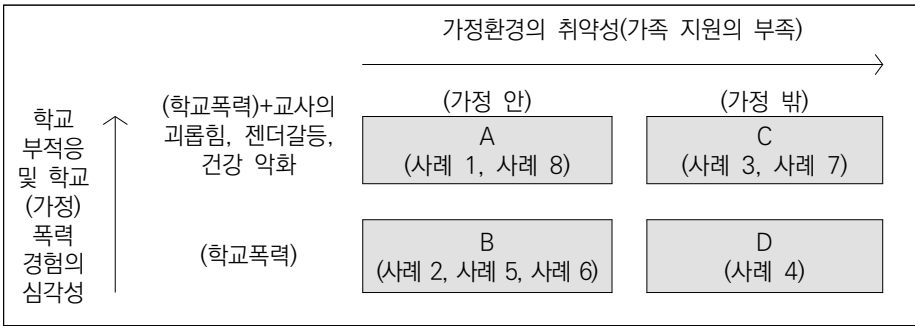 가정환경의 취약성(가족 지원의 부족)
(가정 안)
(가정 밖)
학교
부적응
및 학교
(가정)
폭력
경험의
심각성
(학교폭력)+교사의
괴롭힘, 젠더갈등,
건강 악화
A
(사례 1, 사례 8)
C
(사례 3, 사례 7)
(학교폭력)
B
(사례 2, 사례 5, 사례 6)
D
(사례 4)